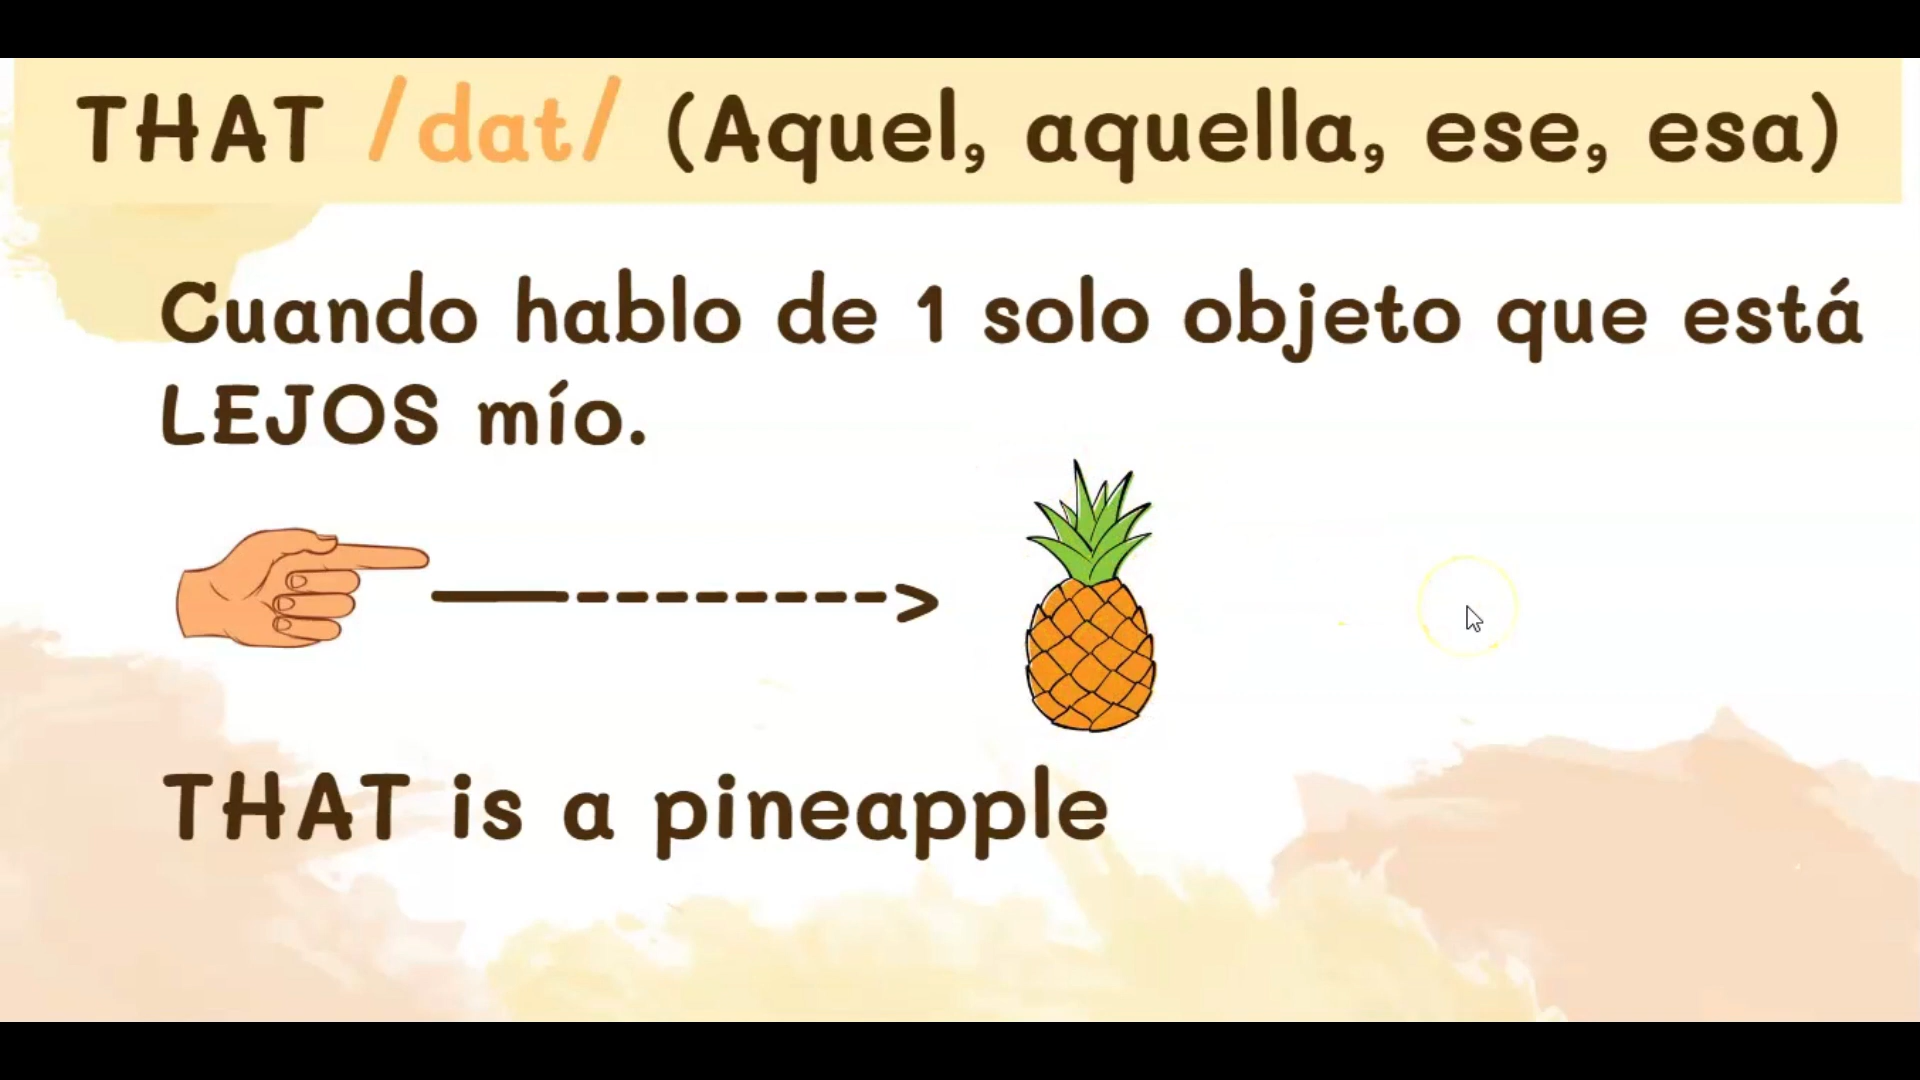 THAT /dat/ (Aquel, aquella, ese, esa)
Cuando hablo de 1 solo objeto que está
LEJOS mío.
THAT is a pineapple